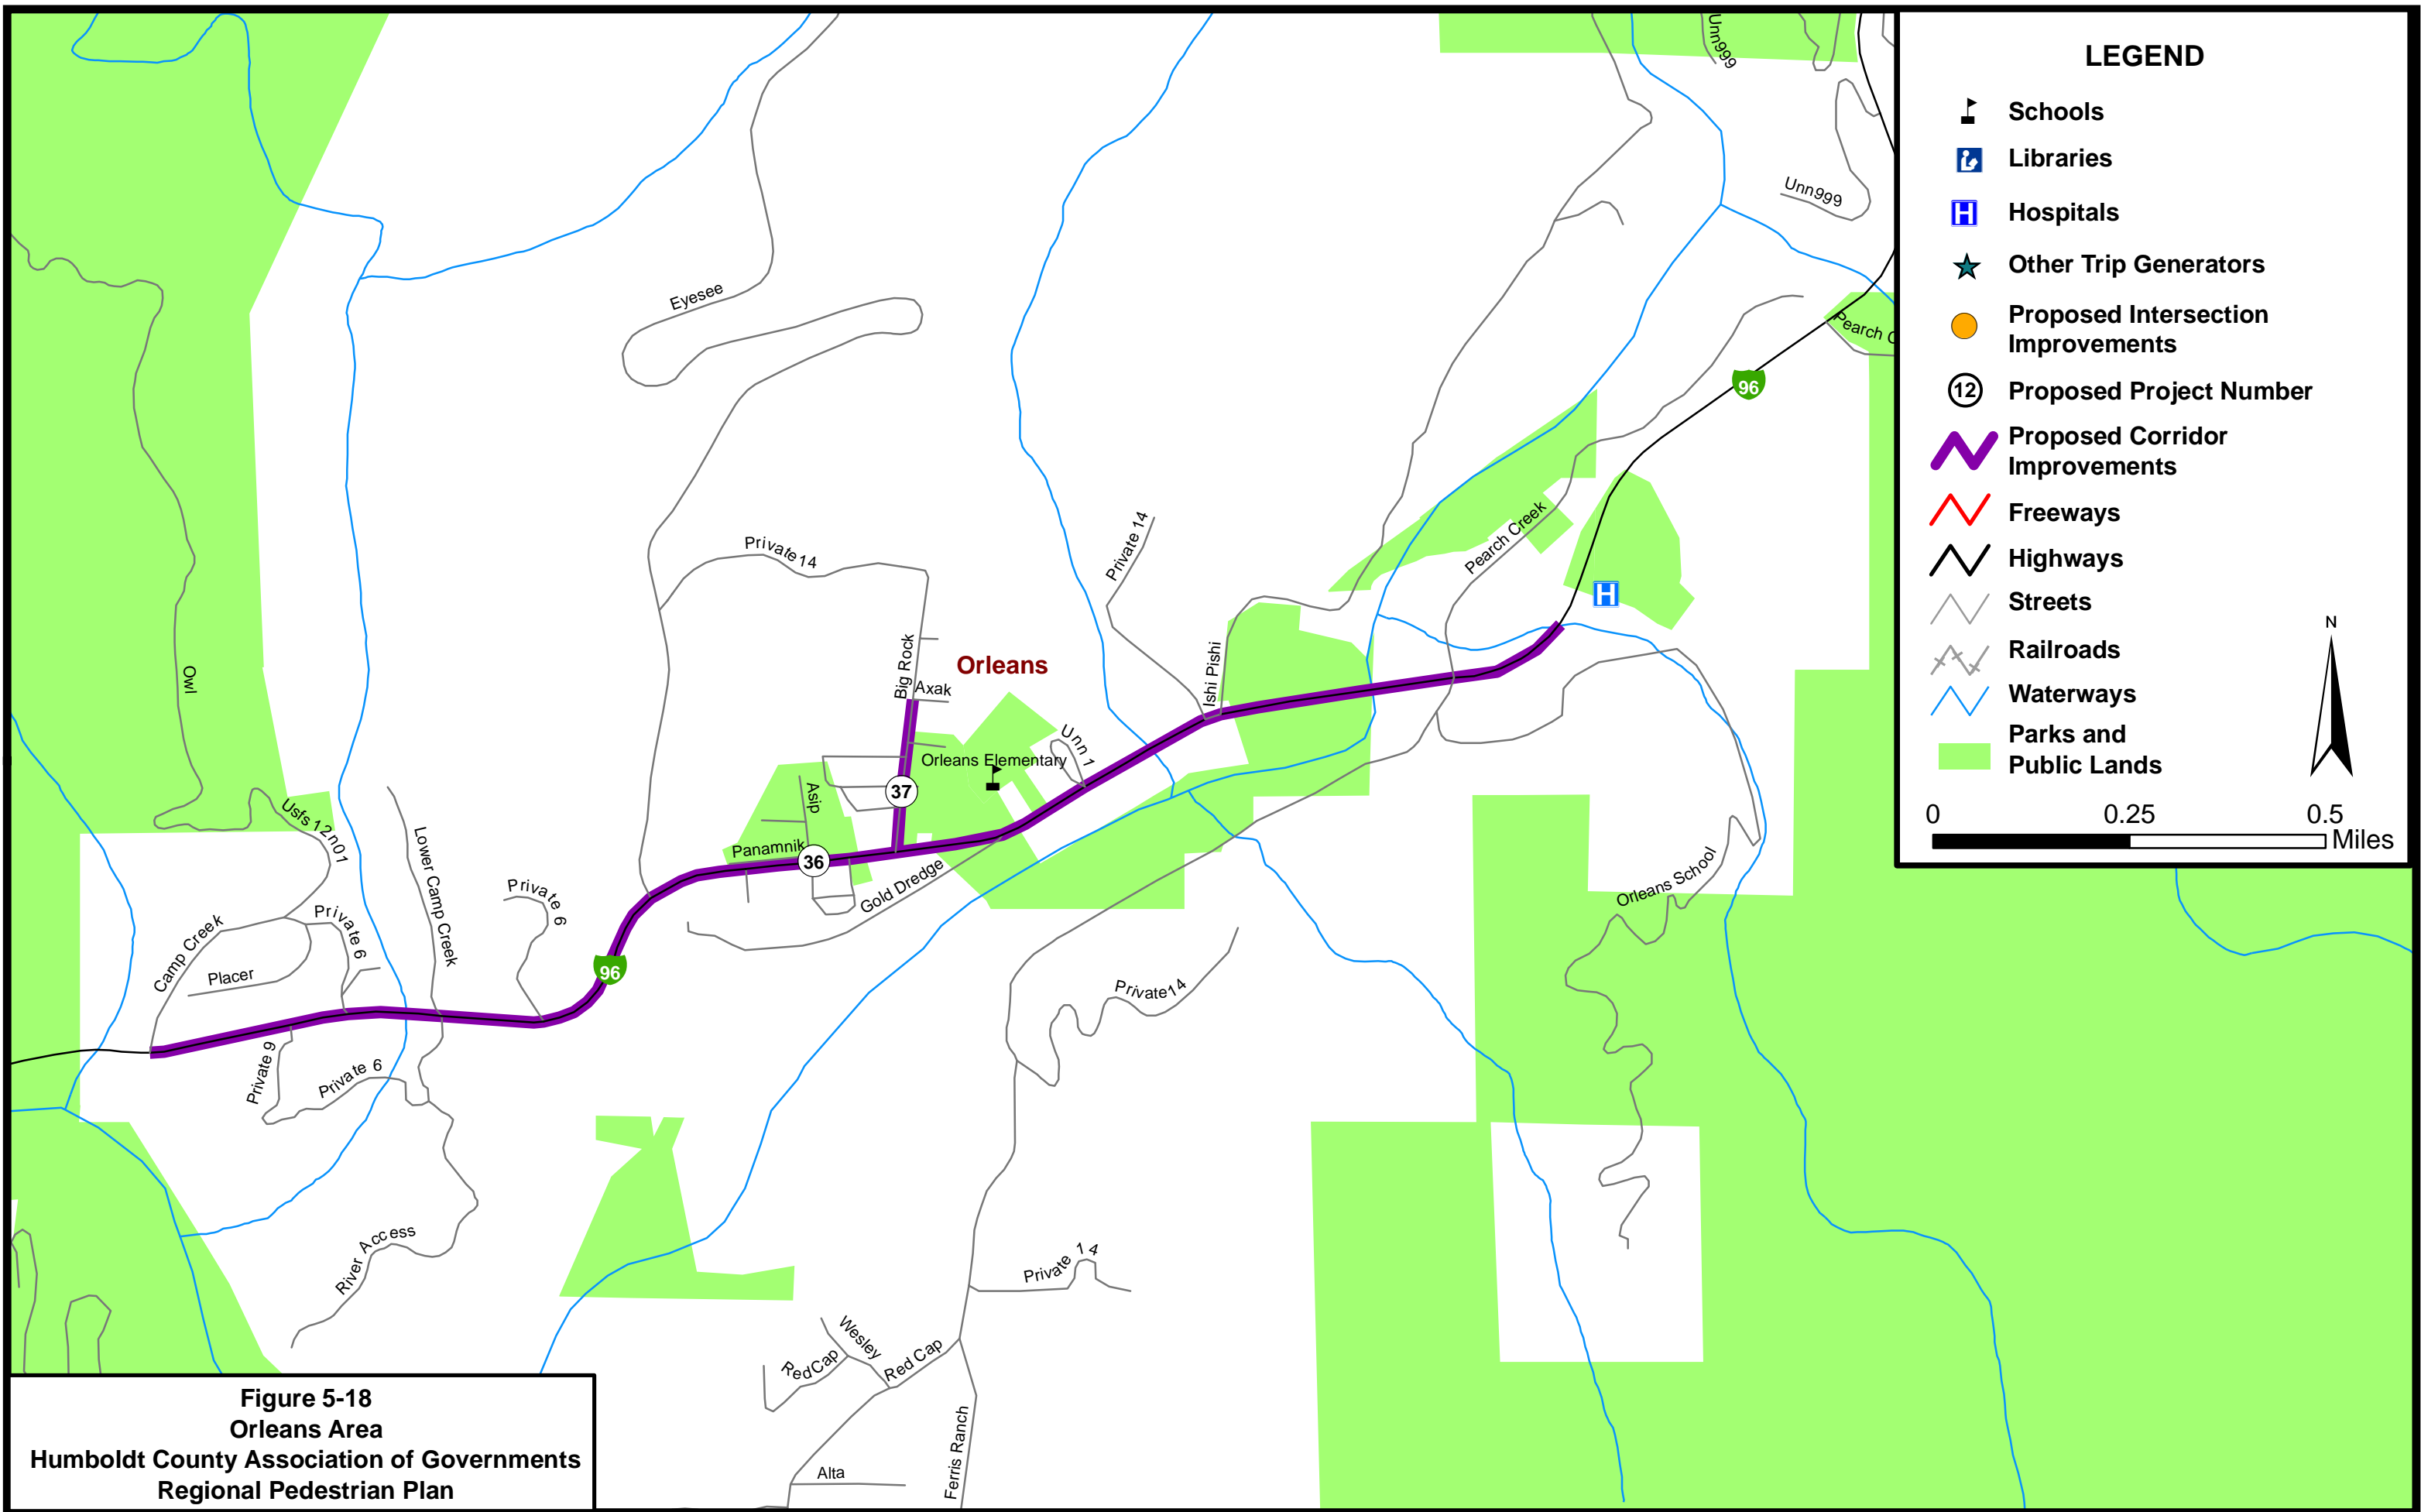 LEGEND
Schools
Libraries
H
Hospitals
Other Trip Generators
Proposed Intersection
Improvements
12
Proposed Project Number
Proposed Corridor
Improvements
Freeways
Highways
Streets
Railroads
Waterways
Parks and
Public Lands
N
0 0.25 0.5
Miles
Unn999
Unn999
Pearch C
96
Eyesee
Private14
Private 14
Pearch Creek
H
Owl
Big Rock
Orleans
Axak
Ishi Pishi
Unn 1
Orleans Elementary
Asip
37
Panamnik
36
Gold Dredge
Usfs12n01
Lower Camp Creek
Private 6
Private 6
Camp Creek
Placer
96
Orleans School
Private14
Private 9
Private 6
River Access
Private 14
Wesley
RedCap
Red Cap
Ferris Ranch
Alta
Figure 5-18
Orleans Area
Humboldt County Association of Governments
Regional Pedestrian Plan